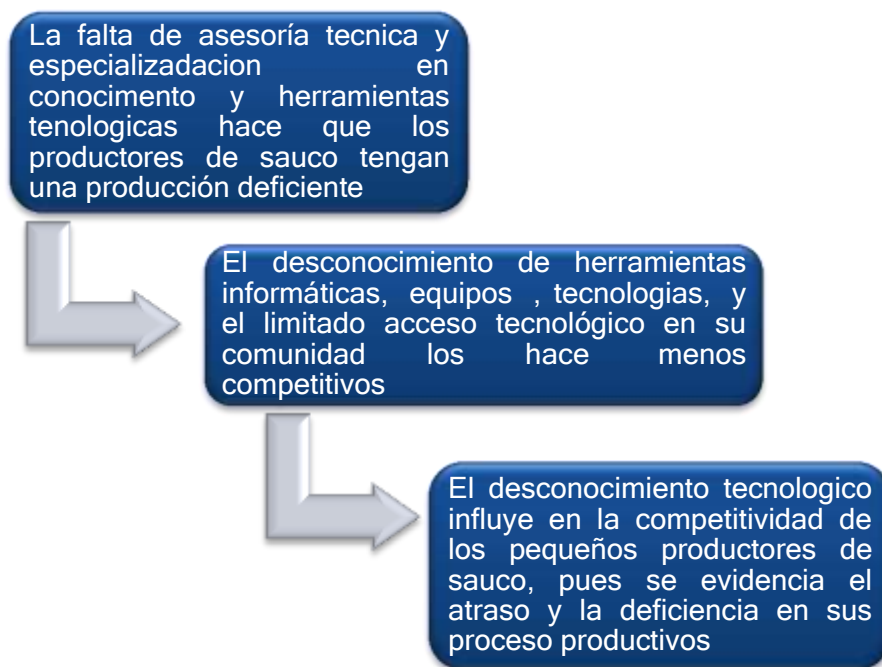 La falta de asesoría tecnica y
especializadacion en
conocimento y herramientas
tenologicas hace que los
productores de sauco tengan
una producción deficiente
El desconocimiento de herramientas
informáticas, equipos , tecnologias, y
el limitado acceso tecnológico en su
comunidad los hace menos
competitivos
El desconocimiento tecnologico
influye en la competitividad de
los pequeños productores de
sauco, pues se evidencia el
atraso y la deficiencia en sus
proceso productivos